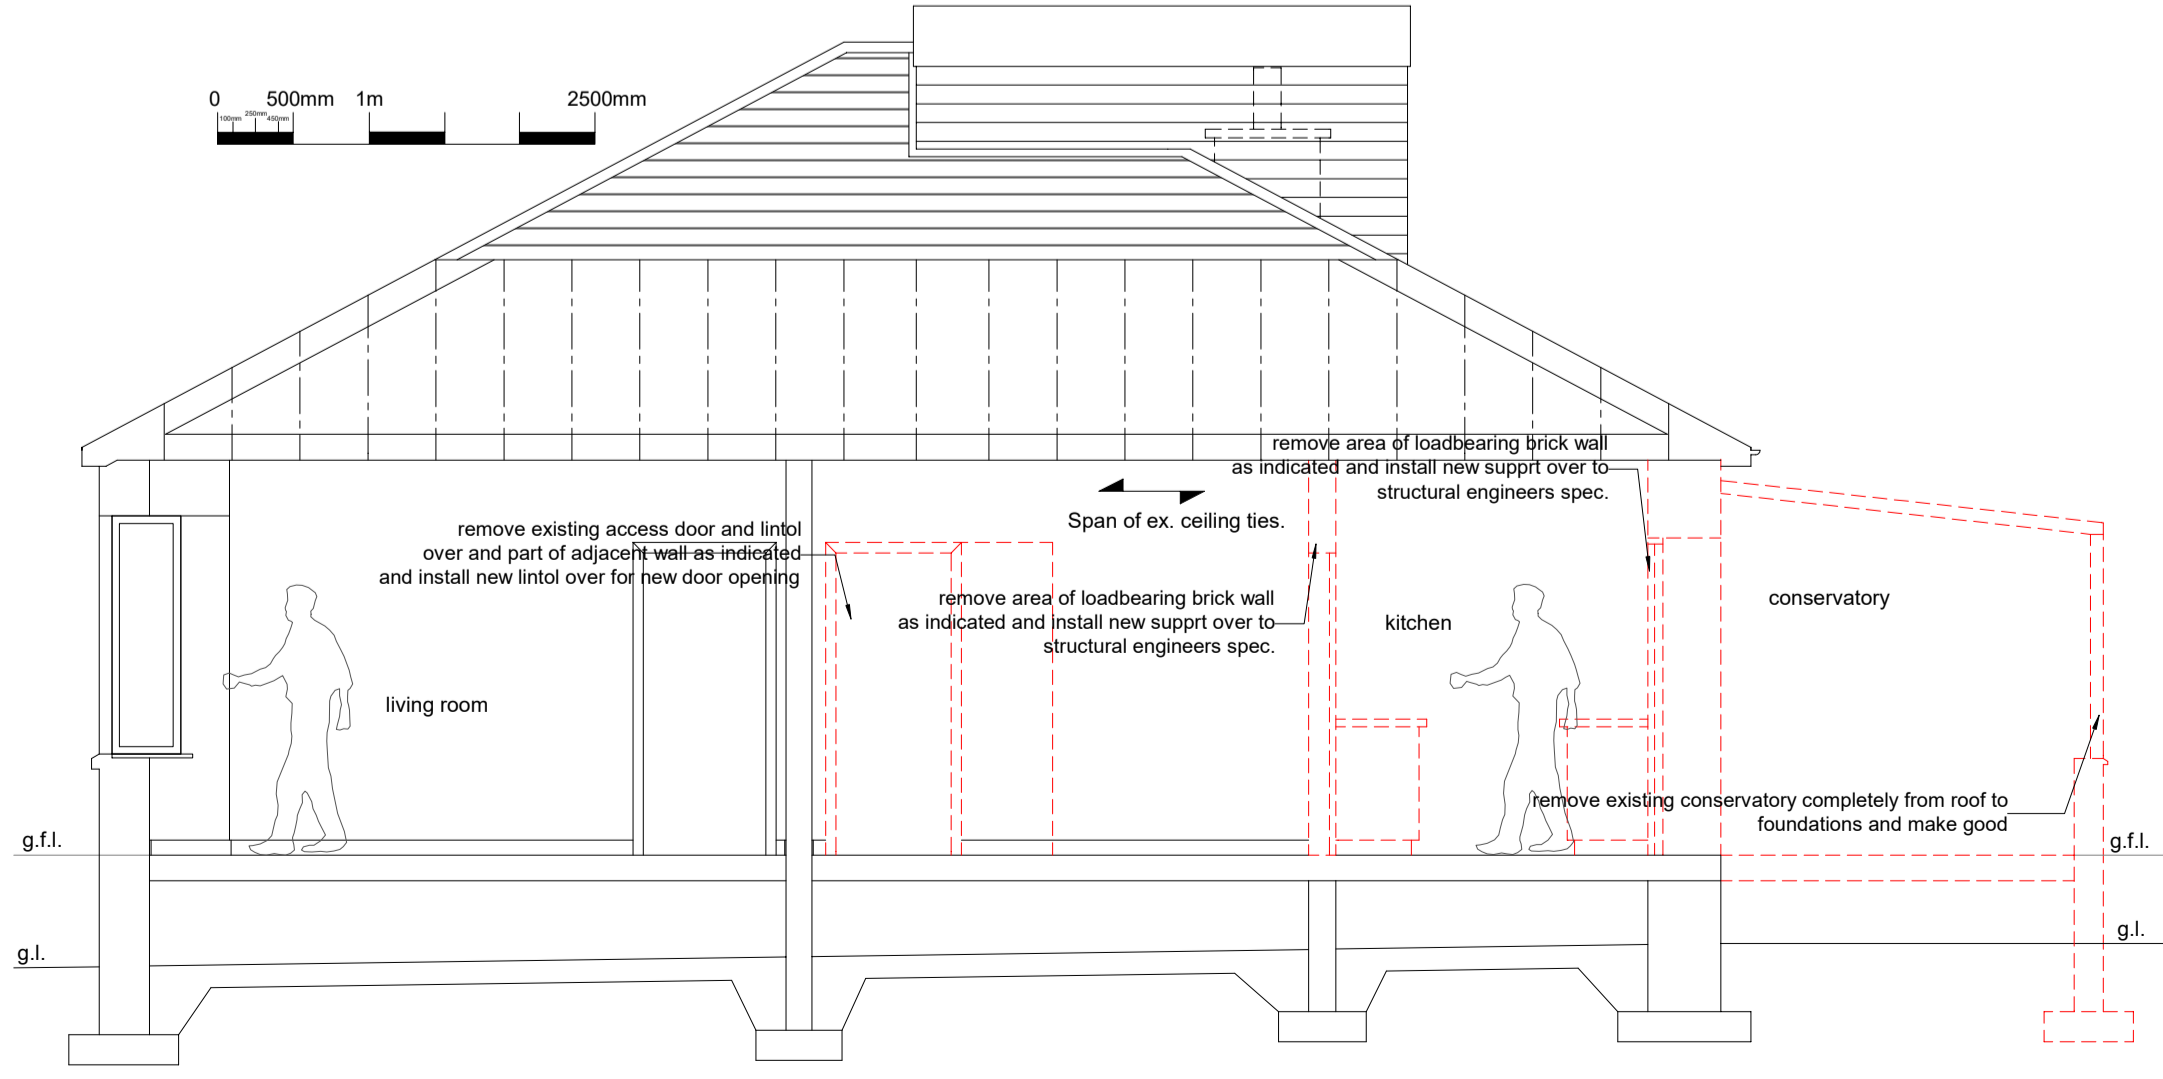 0 500mm 1m 2500mm
100mm 250mm 450mm
remove area of loadbearing brick wall
as indicated and install new supprt over to
structural engineers spec.
Span of ex. ceiling ties.
remove existing access door and lintol
over and part of adjacent wall as indicated
and install new lintol over for new door opening
remove area of loadbearing brick wall
as indicated and install new supprt over to
structural engineers spec.
kitchen
conservatory
living room
remove existing conservatory completely from roof to
foundations and make good
g.f.l.
g.f.l.
g.l.
g.l.